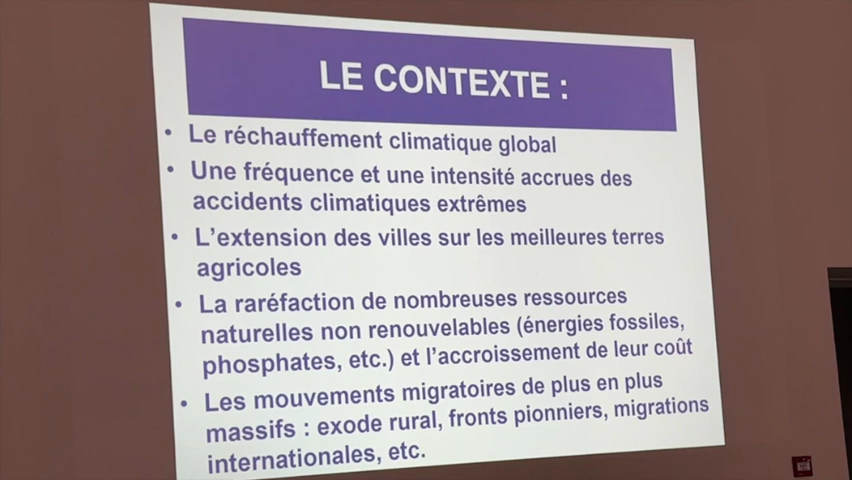 LE CONTEXTE :
• Le réchauffement climatique global
• Une fréquence et une intensité accrues des
accidents climatiques extrêmes
• L'extension des villes sur les meilleures terres
agricoles
• La raréfaction de nombreuses ressources
naturelles non renouvelables (énergies fossiles,
phosphates, etc.) et l'accroissement de leur coût
• Les mouvements migratoires de plus en plus
massifs : exode rural, fronts pionniers, migrations
internationales, etc.